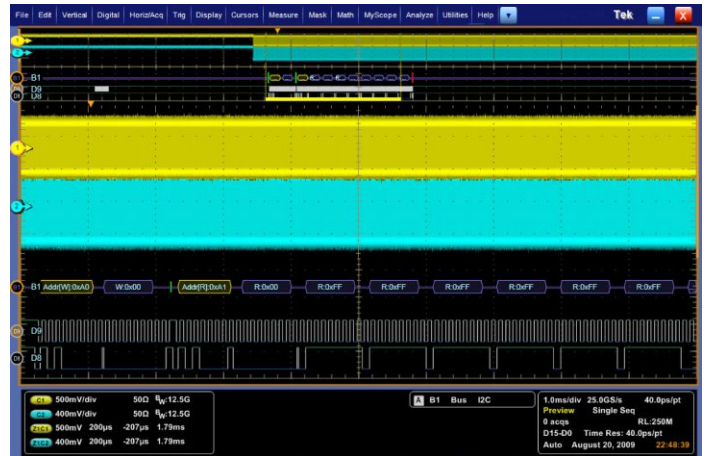 File Edit Vertical Digital Horiz/Acq Trig Display Cursors Measure Mask Math MyScope Analyze Utilities Help Tek X
1
2
B1
D9
D8
1
2
B1 Addr[W]:0xA0 W:0x00 Addr[R]:0xA1 R:0x00 R:0xFF R:0xFF R:0xFF R:0xFF R:0xFF R:0xFF
D9
D8
C1 500mV/div 50Ω BW:12.5G
C2 400mV/div 50Ω BW:12.5G
Z1C1 500mV 200µs -207µs 1.79ms
Z1C2 400mV 200µs -207µs 1.79ms
A B1 Bus I2C
1.0ms/div 25.0GS/s 40.0ps/pt
Preview Single Seq
0 acqs RL:250M
D15-D0 Time Res: 40.0ps/pt
Auto August 20, 2009 22:48:39